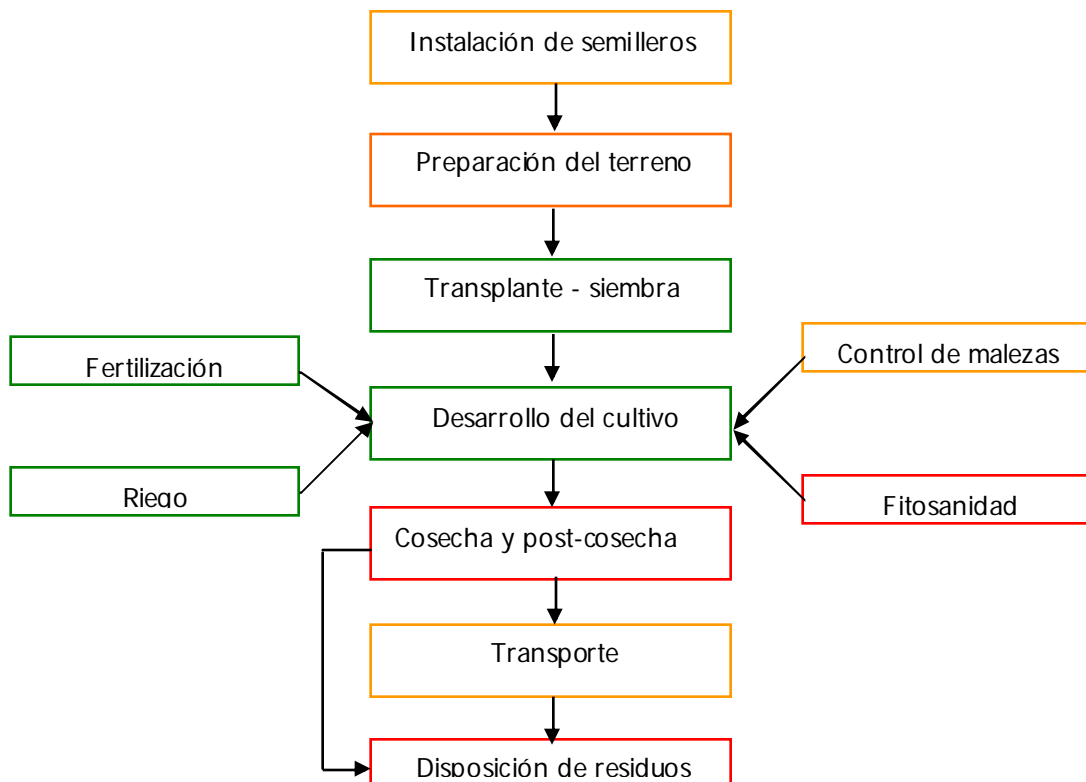 Instalación de semilleros
Preparación del terreno
Transplante - siembra
Fertilización
Control de malezas
Desarrollo del cultivo
Riego
Fitosanidad
Cosecha y post-cosecha
Transporte
Disposición de residuos